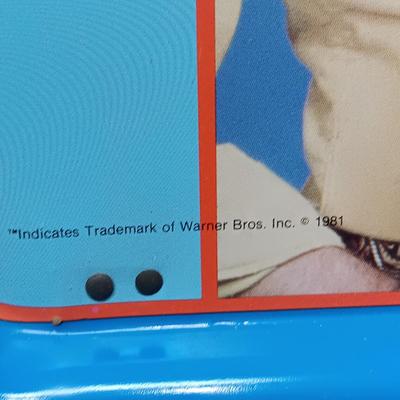 ™Indicates Trademark of Warner Bros. Inc. © 1981